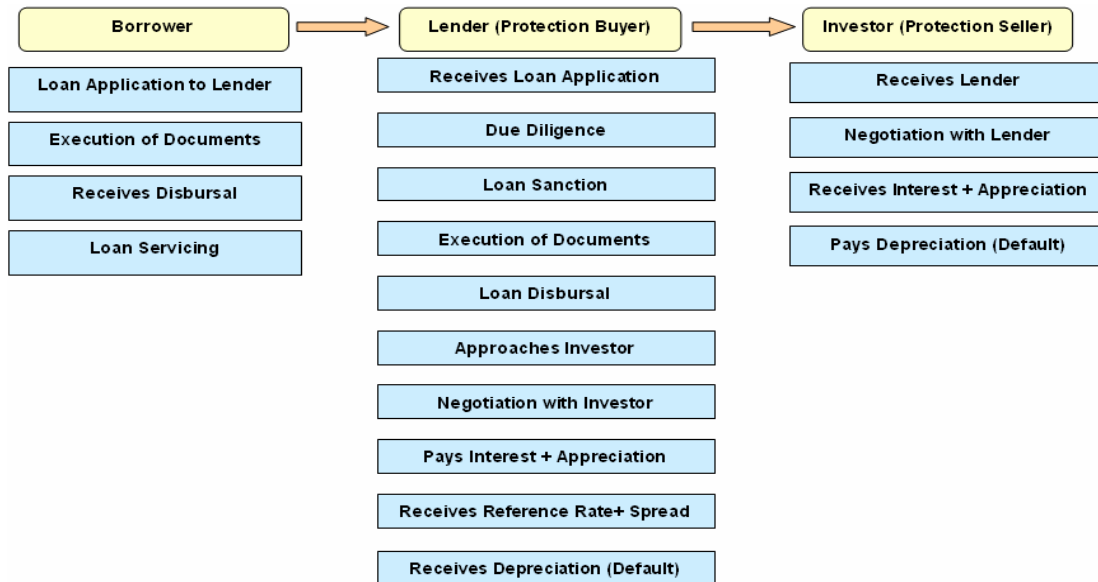 Borrower
Lender (Protection Buyer)
Investor (Protection Seller)
Loan Application to Lender
Execution of Documents
Receives Disbursal
Loan Servicing
Receives Loan Application
Due Diligence
Loan Sanction
Execution of Documents
Loan Disbursal
Approaches Investor
Negotiation with Investor
Pays Interest + Appreciation
Receives Reference Rate+ Spread
Receives Depreciation (Default)
Receives Lender
Negotiation with Lender
Receives Interest + Appreciation
Pays Depreciation (Default)